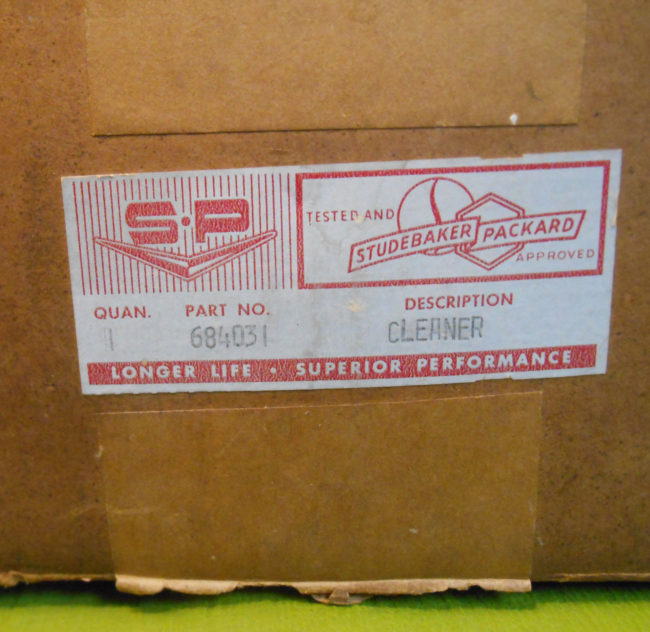 S·P
TESTED AND
STUDEBAKER PACKARD
APPROVED
QUAN. PART NO. DESCRIPTION
1 684031 CLEANER
LONGER LIFE · SUPERIOR PERFORMANCE